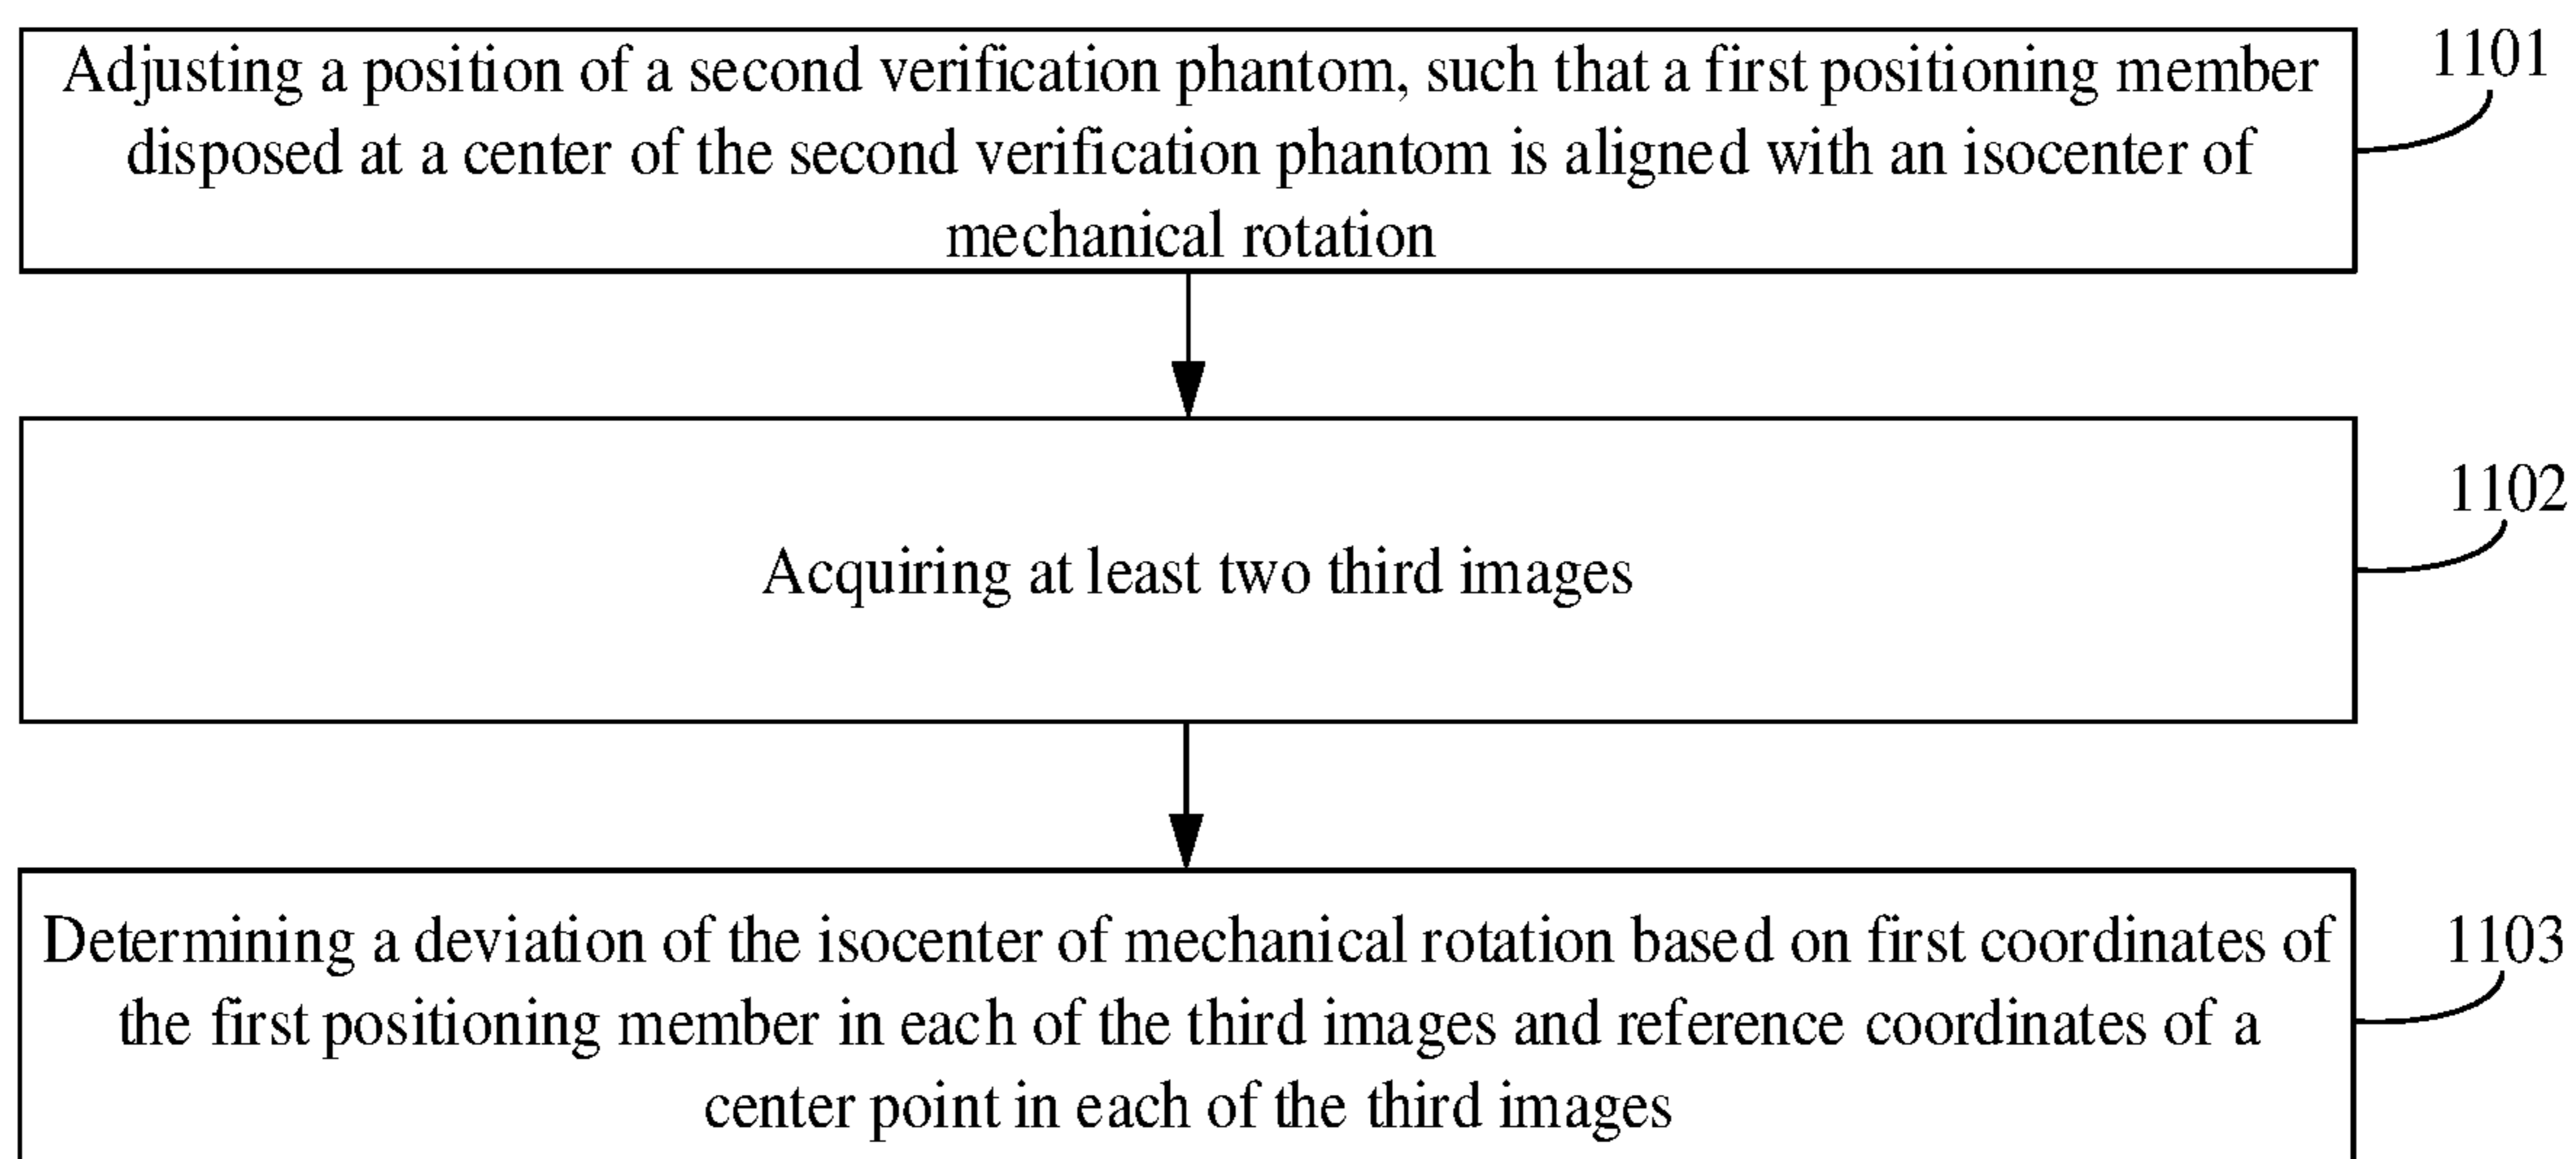 Adjusting a position of a second verification phantom, such that a first positioning member
disposed at a center of the second verification phantom is aligned with an isocenter of
mechanical rotation
1101
Acquiring at least two third images
1102
Determining a deviation of the isocenter of mechanical rotation based on first coordinates of
the first positioning member in each of the third images and reference coordinates of a
center point in each of the third images
1103